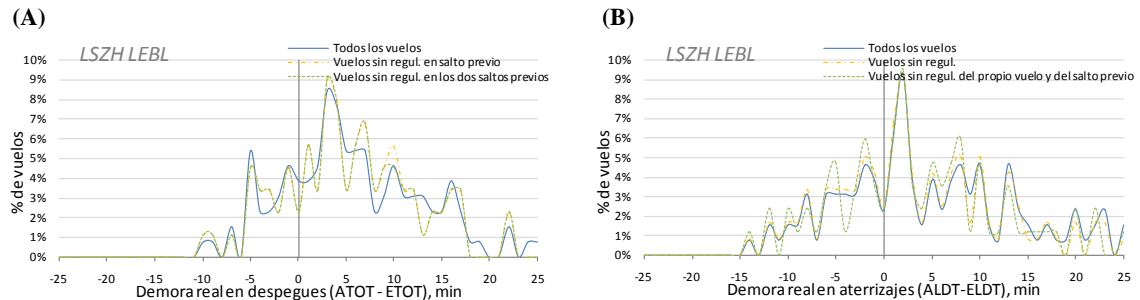 (A)
LSZH LEBL
Todos los vuelos
Vuelos sin regul. en salto previo
Vuelos sin regul. en los dos saltos previos
% de vuelos
10%
9%
8%
7%
6%
5%
4%
3%
2%
1%
0%
-25 -20 -15 -10 -5 0 5 10 15 20 25
Demora real en despegues (ATOT - ETOT), min
(B)
LSZH LEBL
Todos los vuelos
Vuelos sin regul.
Vuelos sin regul. del propio vuelo y del salto previo
% de vuelos
10%
9%
8%
7%
6%
5%
4%
3%
2%
1%
0%
-25 -20 -15 -10 -5 0 5 10 15 20 25
Demora real en aterrizajes (ALDT-ELDT), min